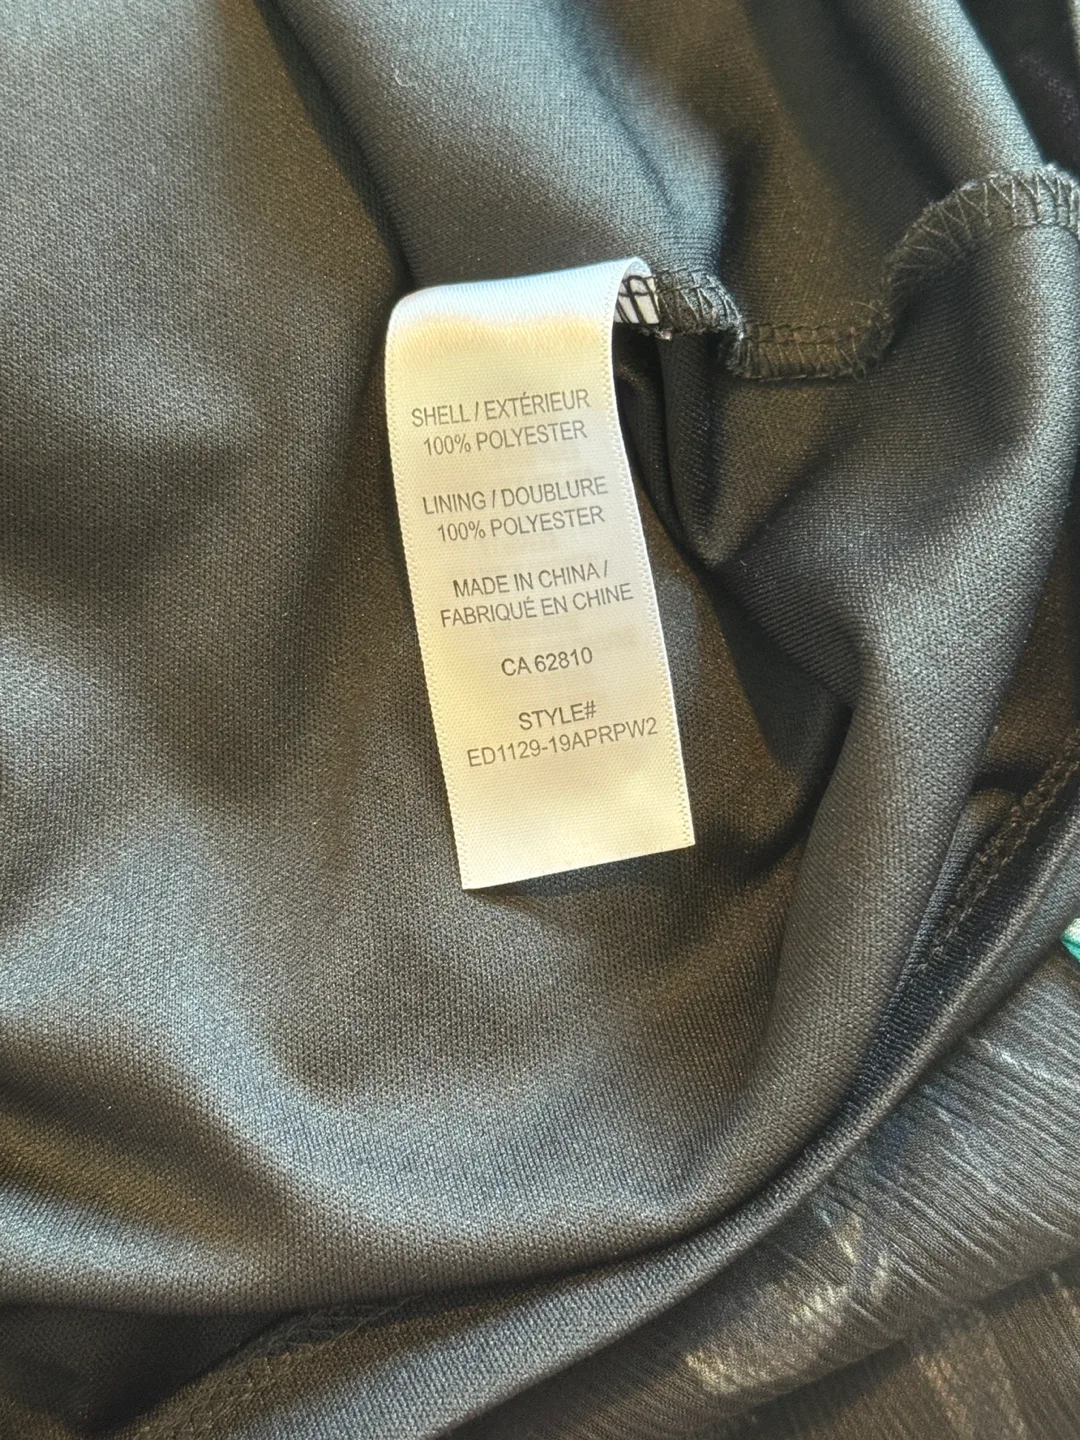 SHELL / EXTÉRIEUR
100% POLYESTER
LINING / DOUBLURE
100% POLYESTER
MADE IN CHINA /
FABRIQUÉ EN CHINE
CA 62810
STYLE#
ED1129-19APRPW2